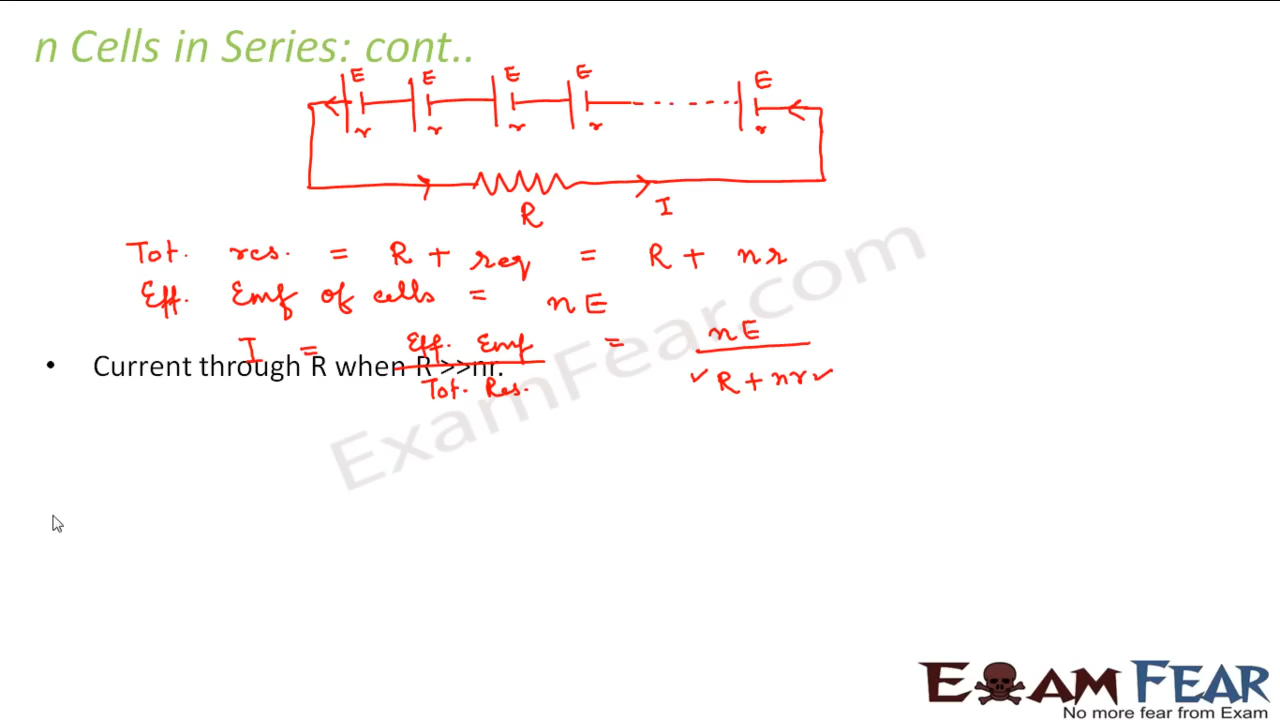 n Cells in Series: cont..
E E E E E
r r r r r
R I
Tot. res. = R + req = R + nr
Eff. Emf of cells = nE
I = Eff. Emf / Tot. Res. = nE / R + nr
• Current through R when R >>nr.
ExamFear.com
EXAM FEAR
No more fear from Exam